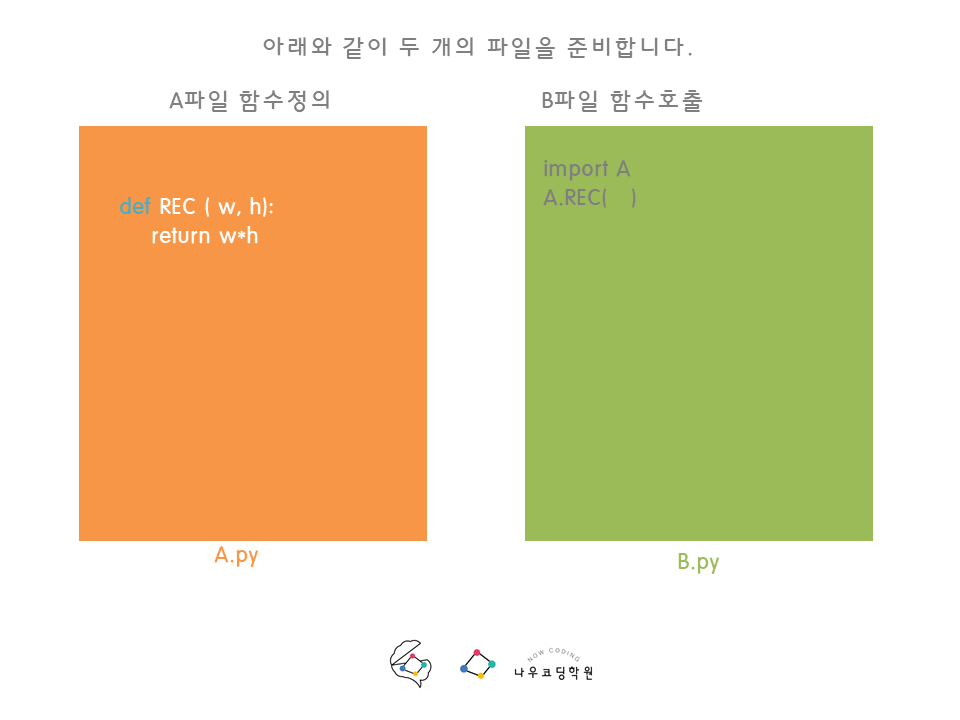 아래와 같이 두 개의 파일을 준비합니다.
A파일 함수정의
B파일 함수호출
def REC ( w, h):
return w*h
import A
A.REC( )
A.py
B.py
NOW CODING
나우코딩학원